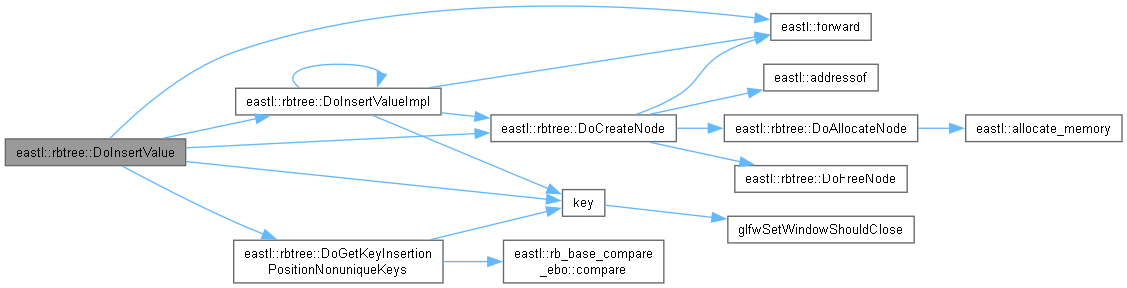 eastl::forward
eastl::addressof
eastl::rbtree::DoInsertValueImpl
eastl::rbtree::DoCreateNode
eastl::rbtree::DoAllocateNode
eastl::allocate_memory
eastl::rbtree::DoInsertValue
eastl::rbtree::DoFreeNode
key
glfwSetWindowShouldClose
eastl::rbtree::DoGetKeyInsertion
PositionNonuniqueKeys
eastl::rb_base_compare
_ebo::compare